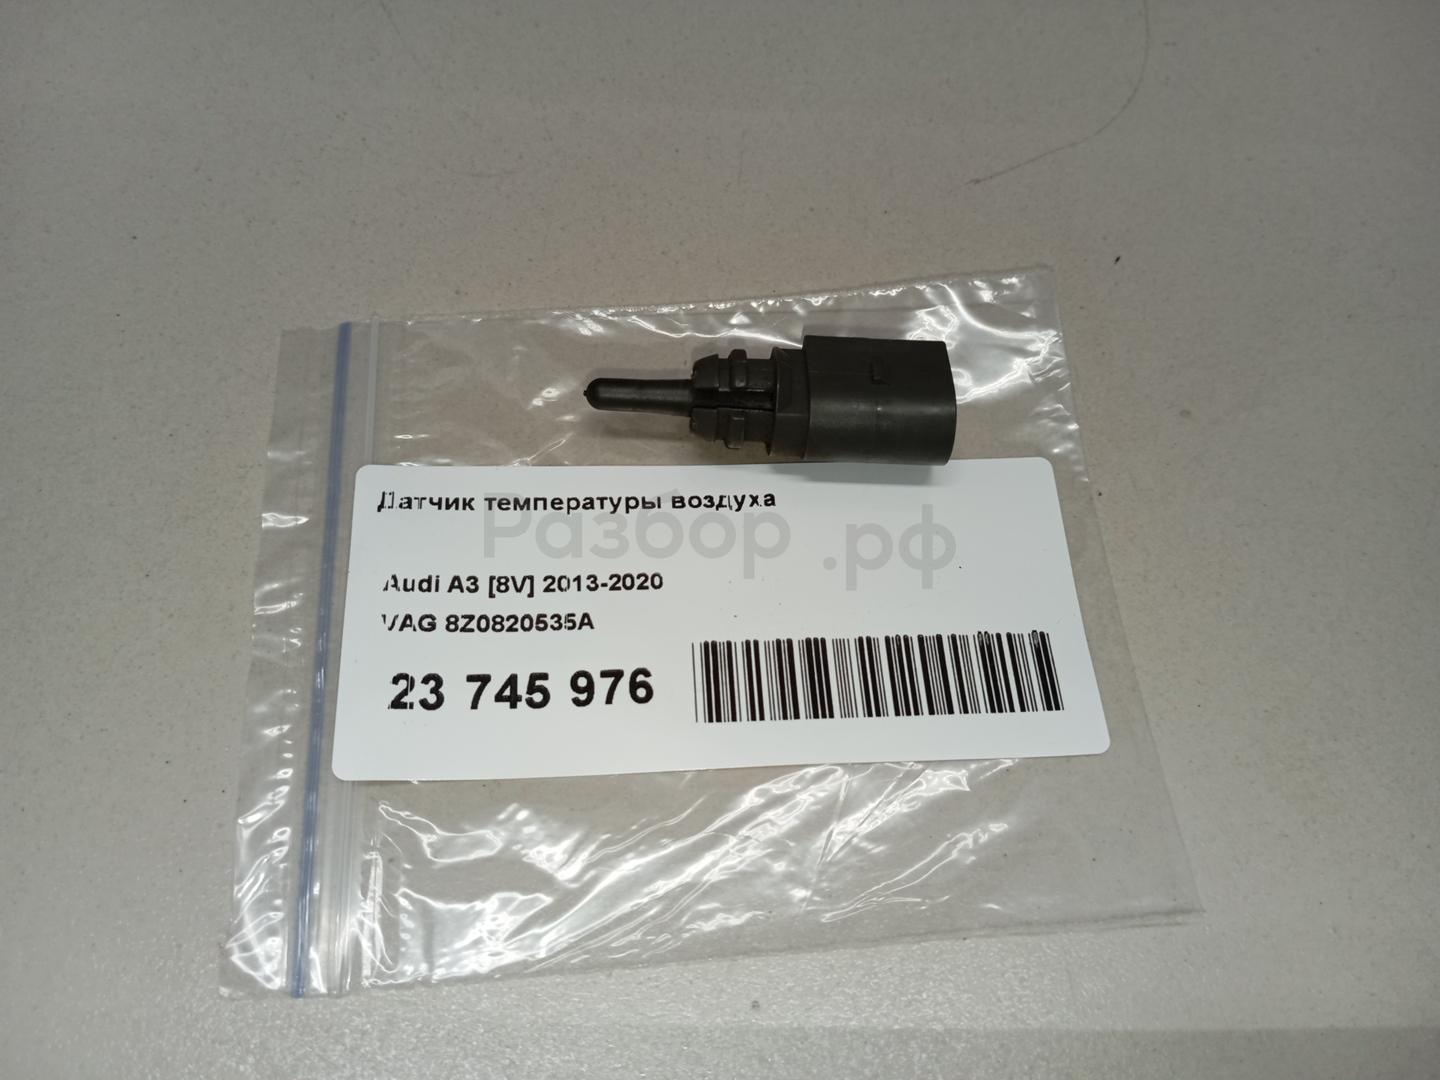 Датчик температуры воздуха
Разбор.рф
Audi A3 [8V] 2013-2020
VAG 8Z0820535A
23 745 976